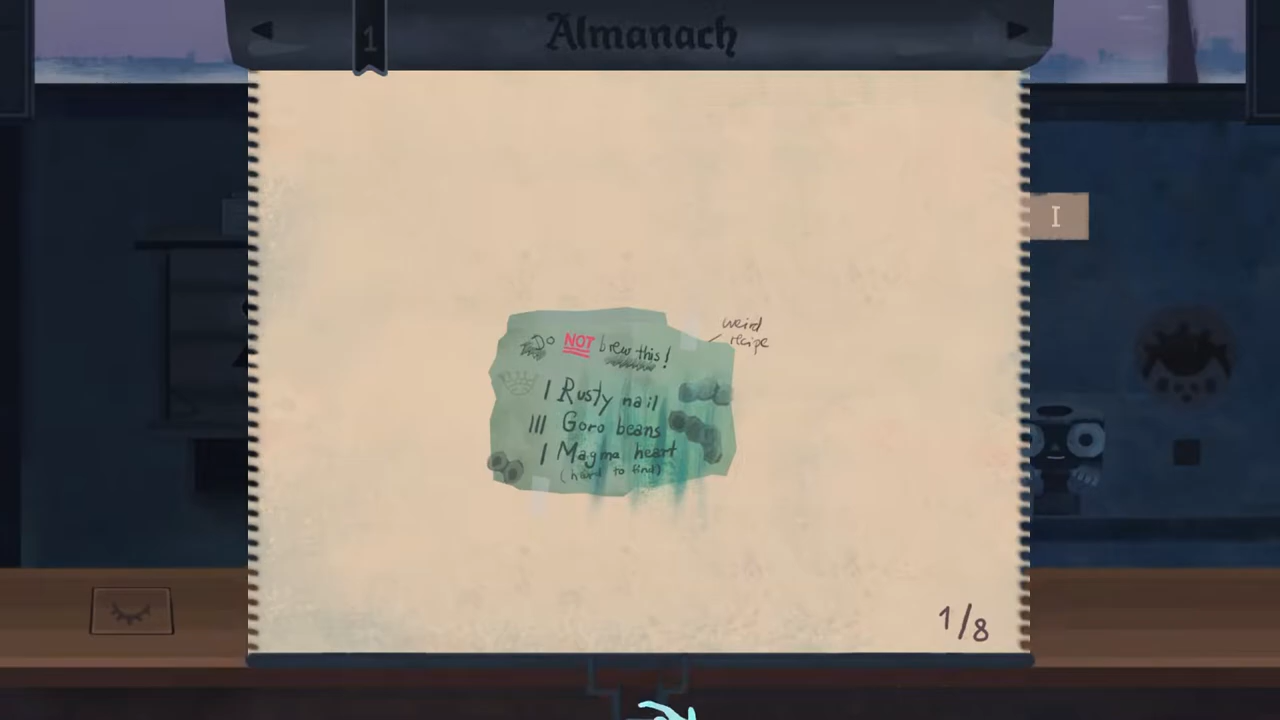 1
Almanach
I
weird
recipe
Do NOT brew this!
I Rusty nail
III Goro beans
I Magma heart
(hard to find)
1/8